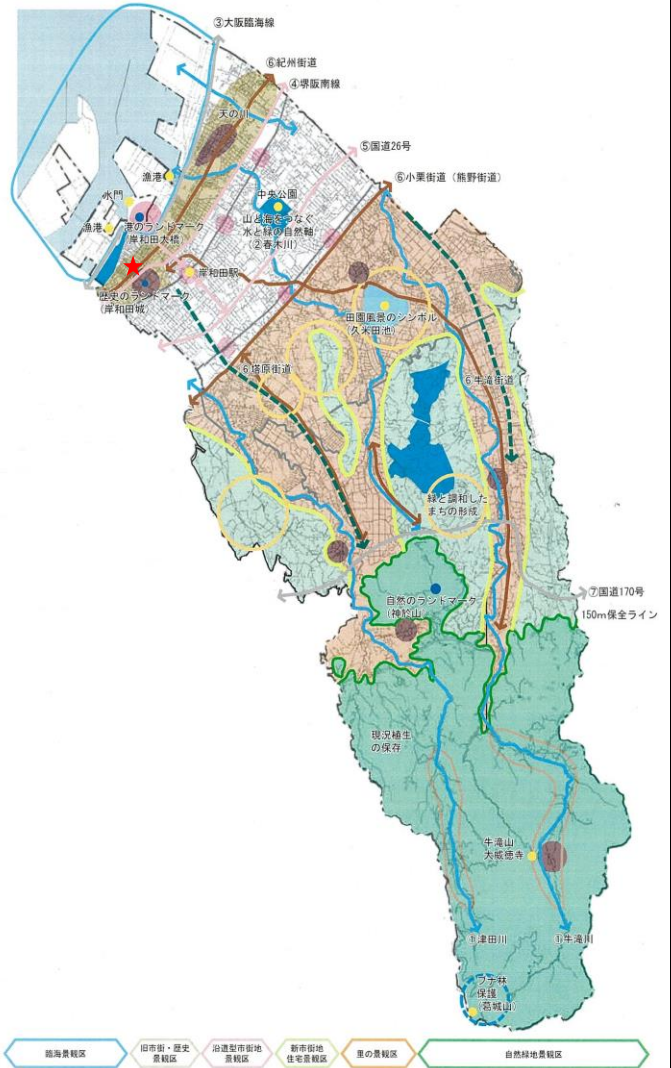 ③大阪臨海線
⑥紀州街道
④堺阪南線
天の川
⑤国道26号
漁港
⑥小栗街道（熊野街道）
水門
中央公園
漁港
港のランドマーク
岸和田大橋
山と海をつなぐ
水と緑の自然軸
（②春木川）
岸和田駅
歴史のランドマーク
（岸和田城）
田園風景のシンボル
（久米田池）
⑥塔原街道
⑥牛滝街道
緑と調和した
まちの形成
⑦国道170号
自然のランドマーク
（神於山）
150m保全ライン
現況植生
の保存
牛滝山
大威徳寺
①津田川
①牛滝川
ブナ林
保護
（葛城山）
臨海景観区
旧市街・歴史
景観区
沿道型市街地
景観区
新市街地
住宅景観区
里の景観区
自然緑地景観区